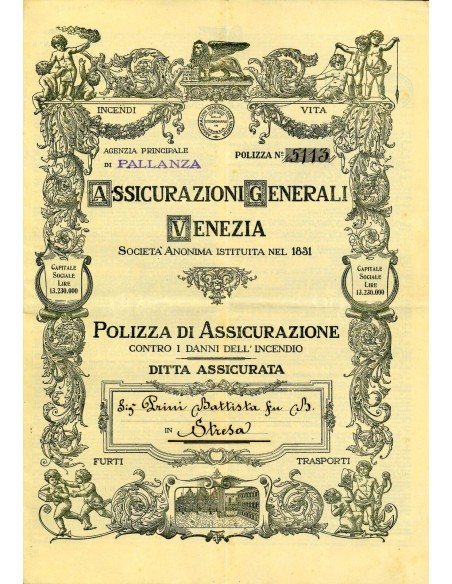 INCENDI VITA
AGENZIA PRINCIPALE
DI PALLANZA
POLIZZA N° 5113
ASSICURAZIONI GENERALI
VENEZIA
SOCIETA' ANONIMA ISTITUITA NEL 1831
CAPITALE
SOCIALE
LIRE
13.230.000
CAPITALE
SOCIALE
LIRE
13.230.000
POLIZZA DI ASSICURAZIONE
CONTRO I DANNI DELL'INCENDIO
DITTA ASSICURATA
Sig. Prini Battista fu B.
IN Stresa
FURTI TRASPORTI